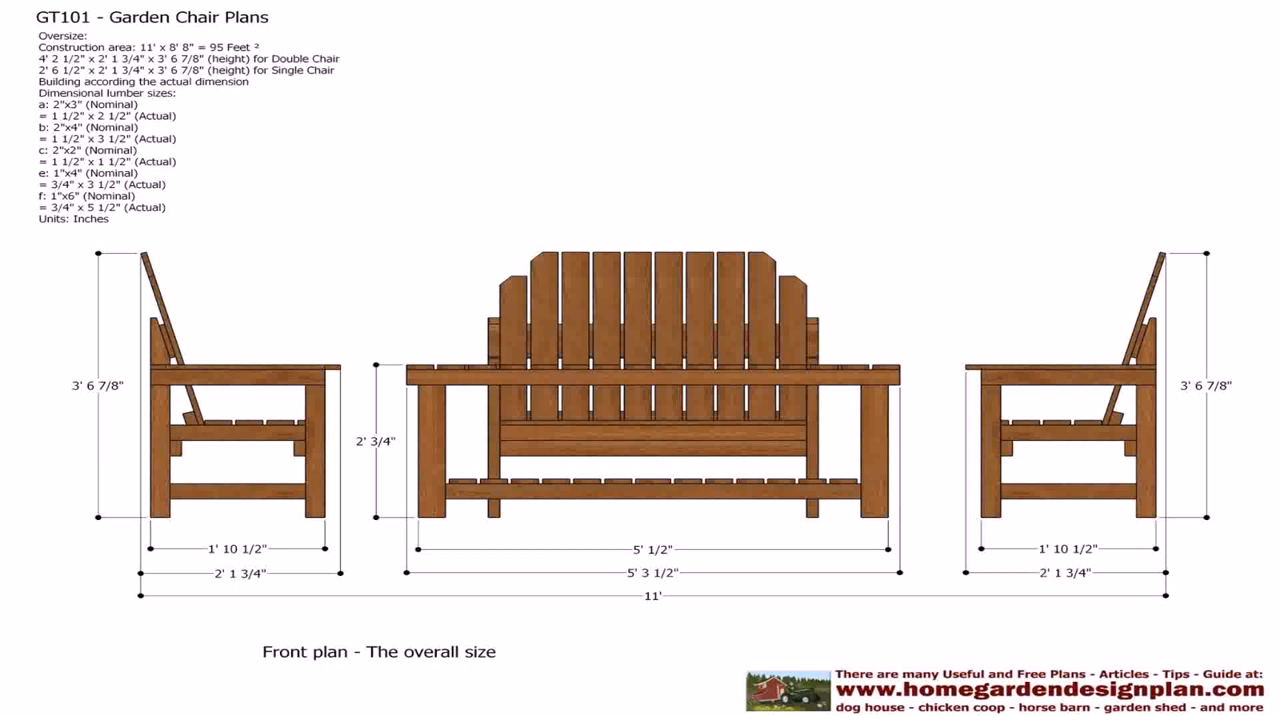 GT101 - Garden Chair Plans
Oversize:
Construction area: 11' x 8' 8" = 95 Feet ²
4' 2 1/2" x 2' 1 3/4" x 3' 6 7/8" (height) for Double Chair
2' 6 1/2" x 2' 1 3/4" x 3' 6 7/8" (height) for Single Chair
Building according the actual dimension
Dimensional lumber sizes:
a: 2"x3" (Nominal)
= 1 1/2" x 2 1/2" (Actual)
b: 2"x4" (Nominal)
= 1 1/2" x 3 1/2" (Actual)
c: 2"x2" (Nominal)
= 1 1/2" x 1 1/2" (Actual)
e: 1"x4" (Nominal)
= 3/4" x 3 1/2" (Actual)
f: 1"x6" (Nominal)
= 3/4" x 5 1/2" (Actual)
Units: Inches
3' 6 7/8"
2' 3/4"
3' 6 7/8"
1' 10 1/2"
5' 1/2"
1' 10 1/2"
2' 1 3/4"
5' 3 1/2"
2' 1 3/4"
11'
Front plan - The overall size
There are many Useful and Free Plans - Articles - Tips - Guide at:
www.homegardendesignplan.com
dog house - chicken coop - horse barn - garden shed - and more